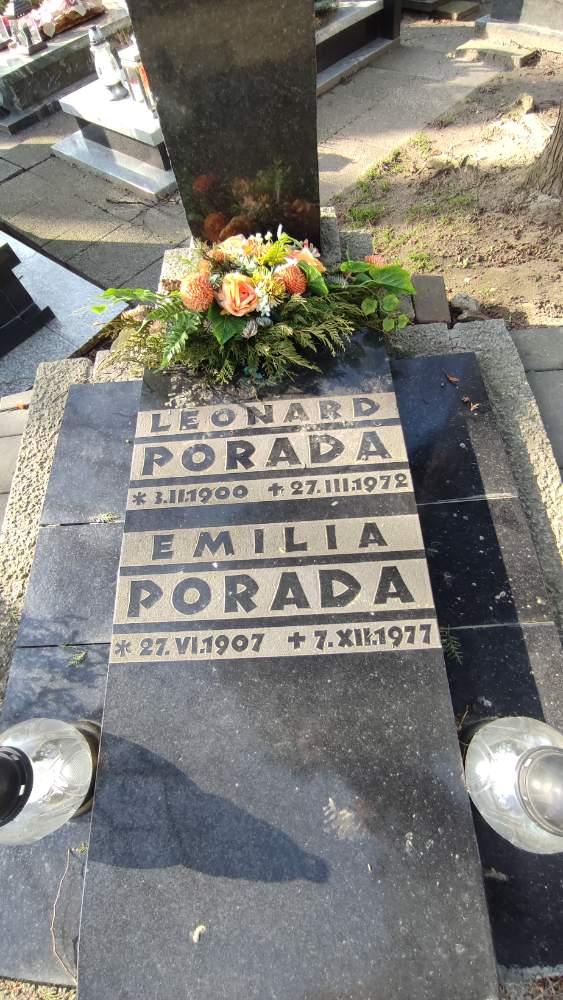 LEONARD
PORADA
* 3.II.1900 + 27.III.1972
EMILIA
PORADA
* 27.VI.1907 + 7.XII.1977